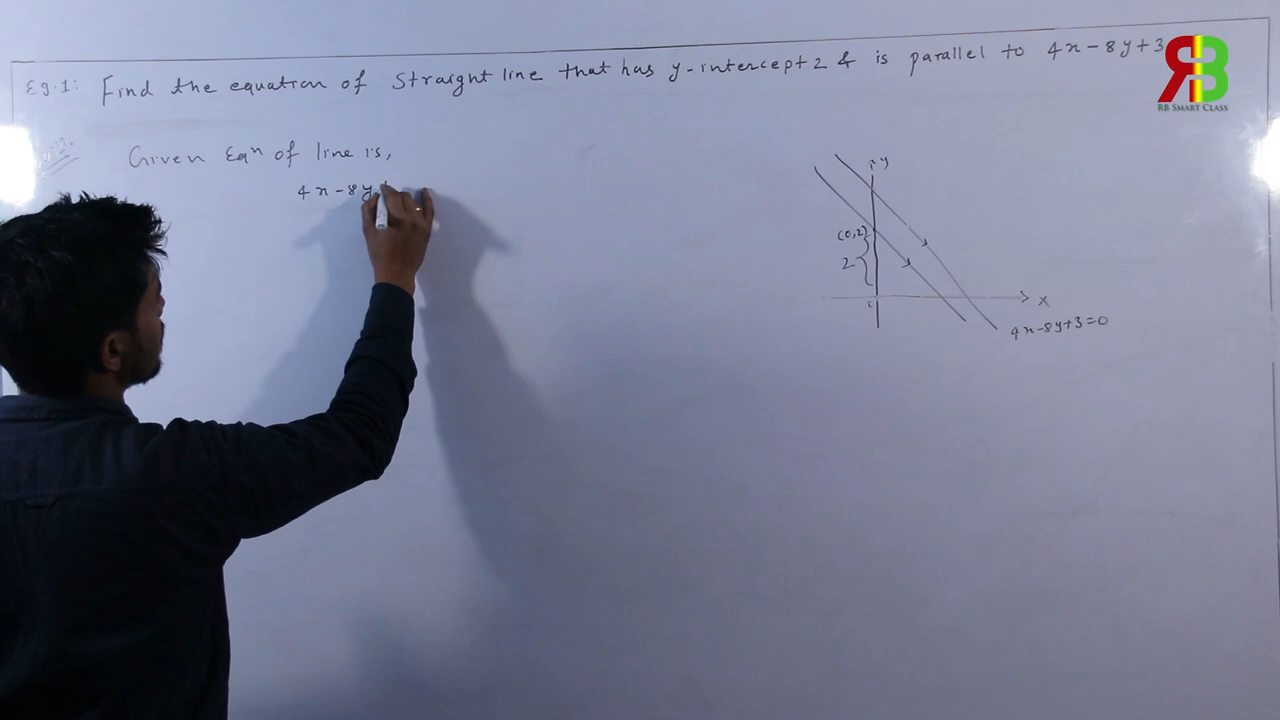 Eg.1: Find the equation of straight line that has y-intercept 2 & is parallel to 4x-8y+3
RB
RB SMART CLASS
Given Eqⁿ of line is,
4x-8y
y
(0,2)
2
x
4x-8y+3=0